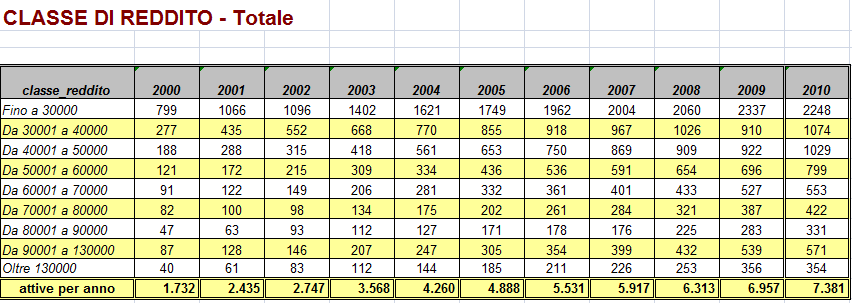 CLASSE DI REDDITO - Totale
classe_reddito 2000 2001 2002 2003 2004 2005 2006 2007 2008 2009 2010
Fino a 30000 799 1066 1096 1402 1621 1749 1962 2004 2060 2337 2248
Da 30001 a 40000 277 435 552 668 770 855 918 967 1026 910 1074
Da 40001 a 50000 188 288 315 418 561 653 750 869 909 922 1029
Da 50001 a 60000 121 172 215 309 334 436 536 591 654 696 799
Da 60001 a 70000 91 122 149 206 281 332 361 401 433 527 553
Da 70001 a 80000 82 100 98 134 175 202 261 284 321 387 422
Da 80001 a 90000 47 63 93 112 127 171 178 176 225 283 331
Da 90001 a 130000 87 128 146 207 247 305 354 399 432 539 571
Oltre 130000 40 61 83 112 144 185 211 226 253 356 354
attive per anno 1.732 2.435 2.747 3.568 4.260 4.888 5.531 5.917 6.313 6.957 7.381